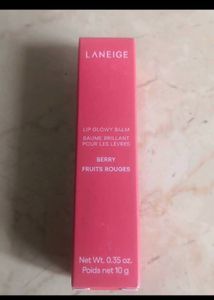 LANEIGE
LIP GLOWY BALM
BAUME BRILLANT
POUR LES LÈVRES
BERRY
FRUITS ROUGES
Net Wt. 0.35 oz.
Poids net 10 g